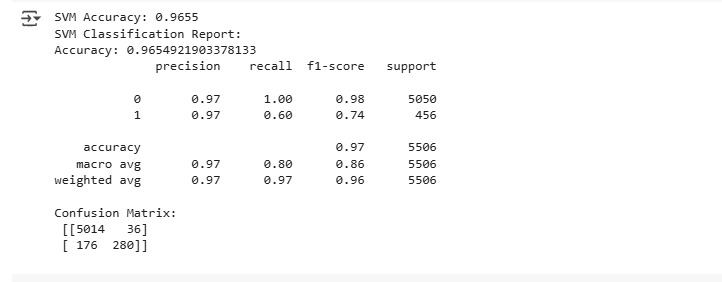 SVM Accuracy: 0.9655
SVM Classification Report:
Accuracy: 0.9654921903378133
precision recall f1-score support
0 0.97 1.00 0.98 5050
1 0.97 0.60 0.74 456
accuracy 0.97 5506
macro avg 0.97 0.80 0.86 5506
weighted avg 0.97 0.97 0.96 5506
Confusion Matrix:
[[5014 36]
[ 176 280]]